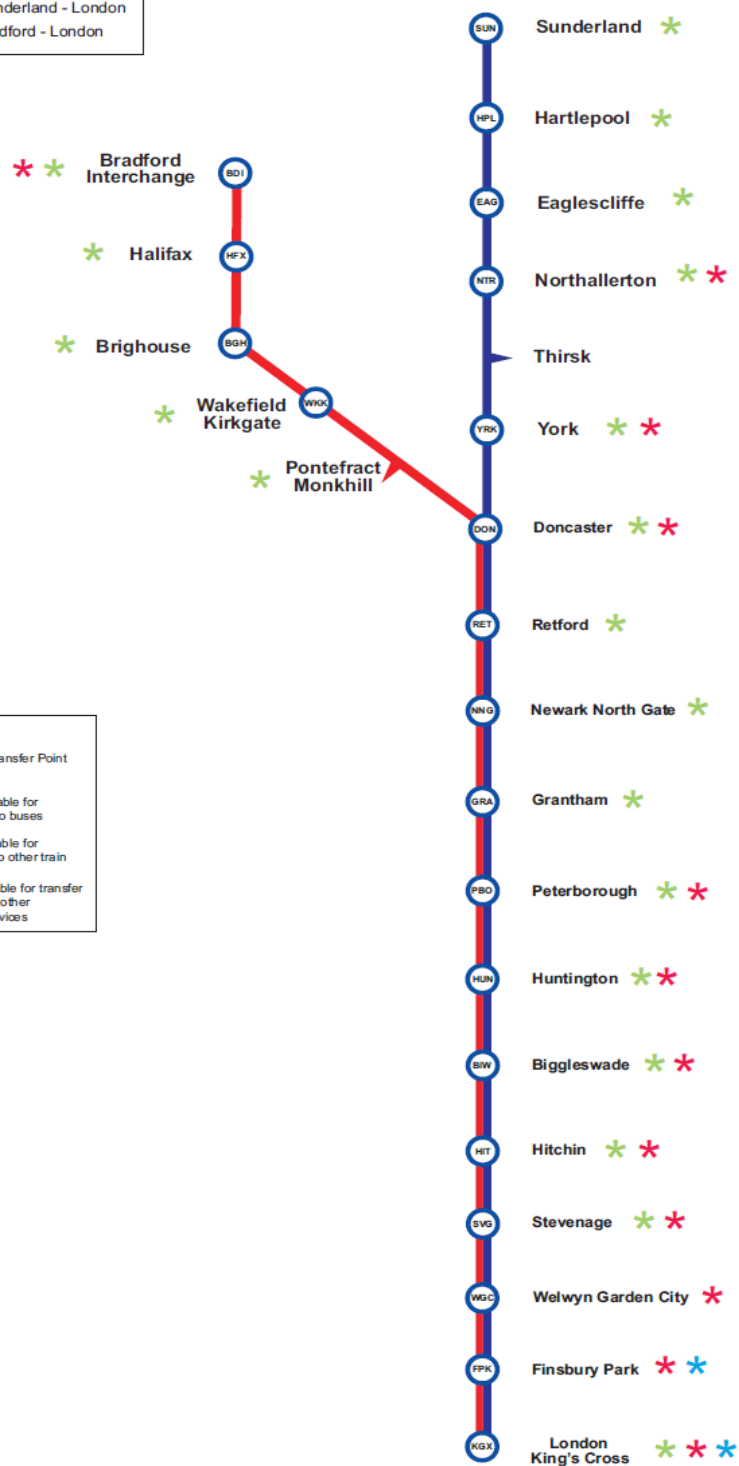 nderland - London
dford - London
SUN Sunderland
HPL Hartlepool
BDI Bradford
Interchange
EAG Eaglescliffe
HFX Halifax
NTR Northallerton
BGH Brighouse
Thirsk
WKK Wakefield
Kirkgate
YRK York
Pontefract
Monkhill
DON Doncaster
RET Retford
NNG Newark North Gate
ansfer Point
able for
o buses
able for
o other train
ble for transfer
other
vices
GRA Grantham
PBO Peterborough
HUN Huntington
BIW Biggleswade
HIT Hitchin
SVG Stevenage
WGC Welwyn Garden City
FPK Finsbury Park
KGX London
King's Cross